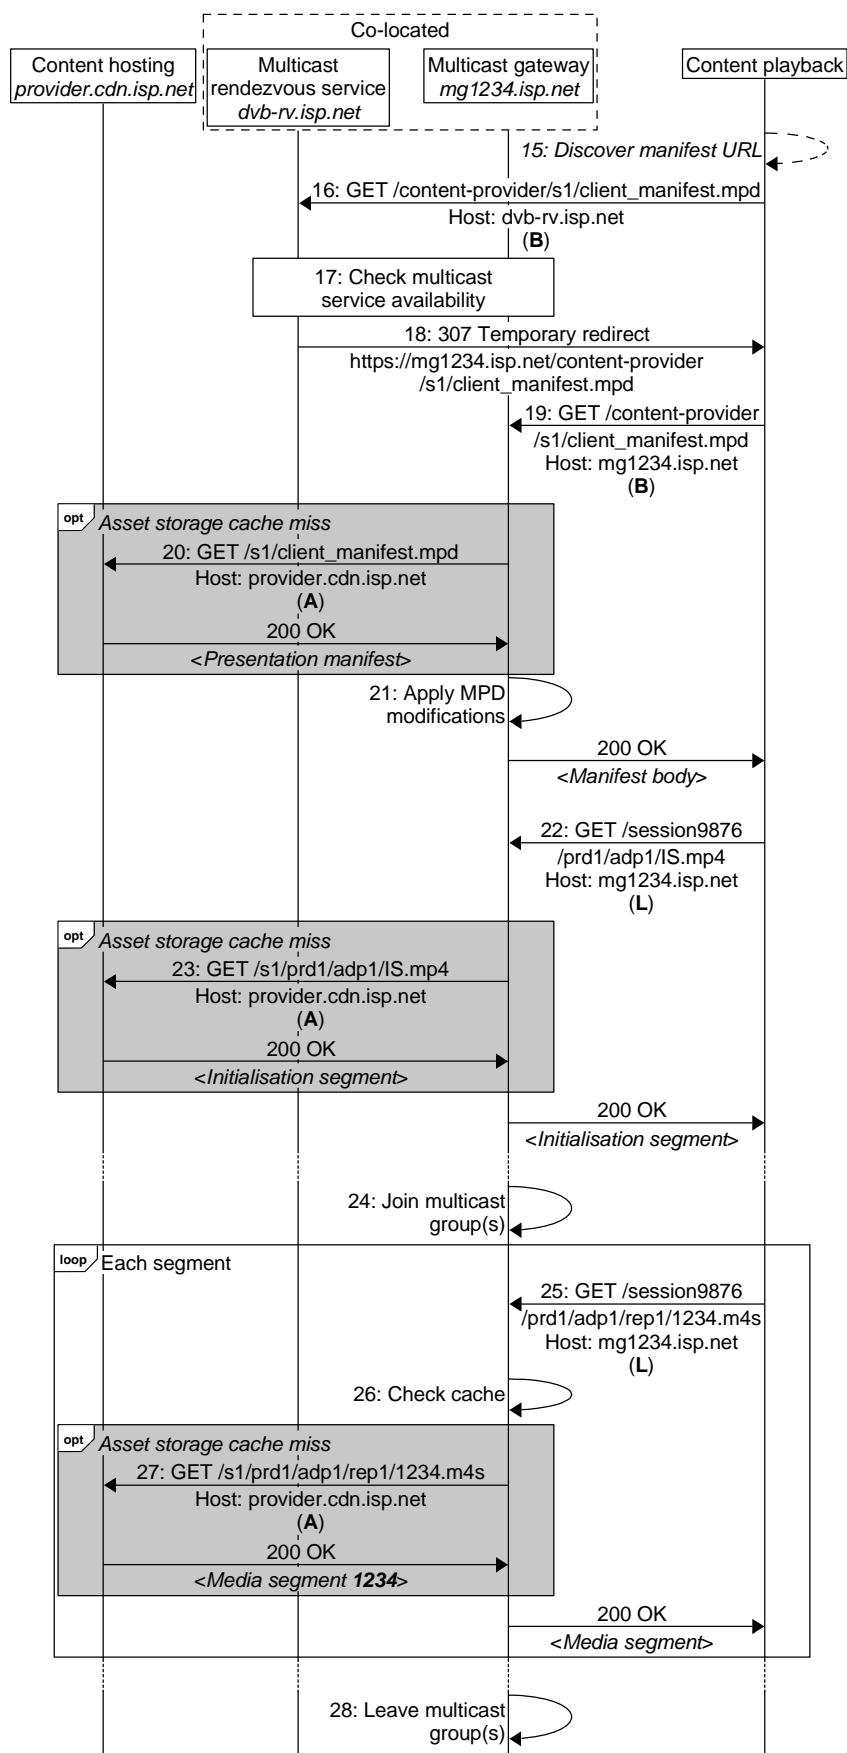 Co-located
Content hosting
provider.cdn.isp.net
Multicast
rendezvous service
dvb-rv.isp.net
Multicast gateway
mg1234.isp.net
Content playback
15: Discover manifest URL
16: GET /content-provider/s1/client_manifest.mpd
Host: dvb-rv.isp.net
(B)
17: Check multicast
service availability
18: 307 Temporary redirect
https://mg1234.isp.net/content-provider
/s1/client_manifest.mpd
19: GET /content-provider
/s1/client_manifest.mpd
Host: mg1234.isp.net
(B)
opt
Asset storage cache miss
20: GET /s1/client_manifest.mpd
Host: provider.cdn.isp.net
(A)
200 OK
<Presentation manifest>
21: Apply MPD
modifications
200 OK
<Manifest body>
22: GET /session9876
/prd1/adp1/IS.mp4
Host: mg1234.isp.net
(L)
opt
Asset storage cache miss
23: GET /s1/prd1/adp1/IS.mp4
Host: provider.cdn.isp.net
(A)
200 OK
<Initialisation segment>
200 OK
<Initialisation segment>
24: Join multicast
group(s)
loop
Each segment
25: GET /session9876
/prd1/adp1/rep1/1234.m4s
Host: mg1234.isp.net
(L)
26: Check cache
opt
Asset storage cache miss
27: GET /s1/prd1/adp1/rep1/1234.m4s
Host: provider.cdn.isp.net
(A)
200 OK
<Media segment 1234>
200 OK
<Media segment>
28: Leave multicast
group(s)